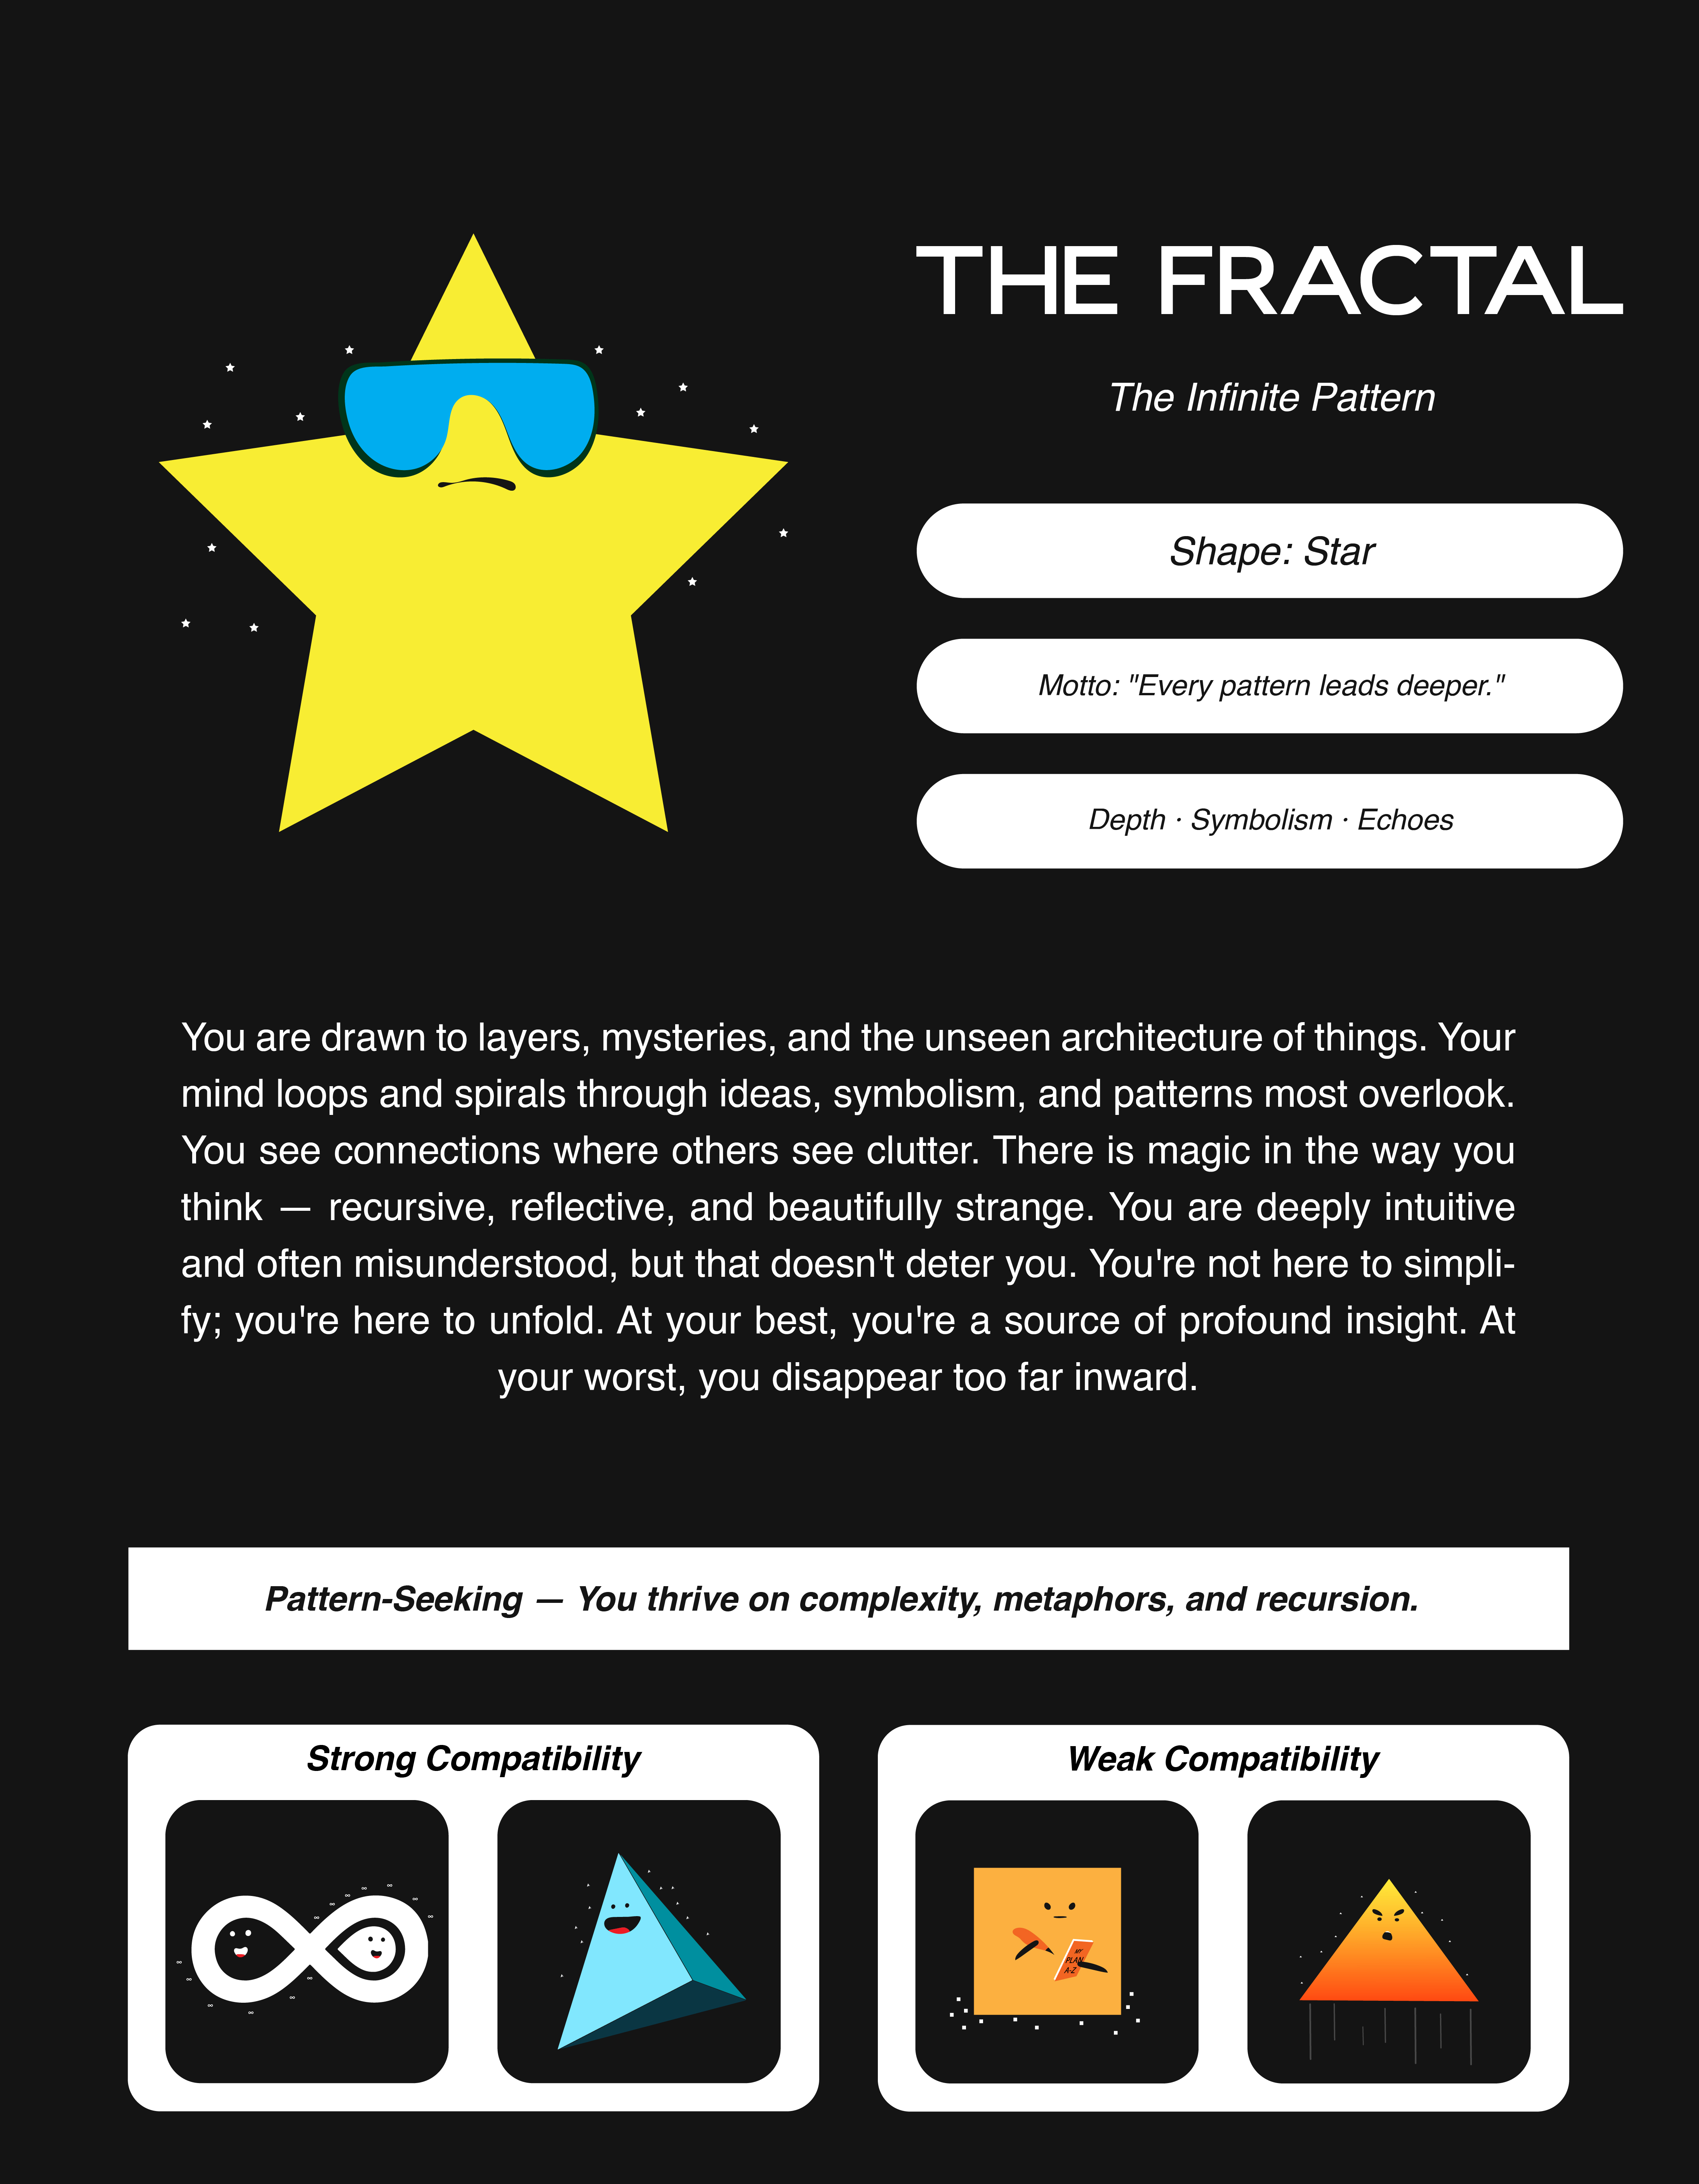 THE FRACTAL
The Infinite Pattern
Shape: Star
Motto: "Every pattern leads deeper."
Depth · Symbolism · Echoes
You are drawn to layers, mysteries, and the unseen architecture of things. Your
mind loops and spirals through ideas, symbolism, and patterns most overlook.
You see connections where others see clutter. There is magic in the way you
think — recursive, reflective, and beautifully strange. You are deeply intuitive
and often misunderstood, but that doesn't deter you. You're not here to simpli-
fy; you're here to unfold. At your best, you're a source of profound insight. At
your worst, you disappear too far inward.
Pattern-Seeking — You thrive on complexity, metaphors, and recursion.
Strong Compatibility
Weak Compatibility
MY
PLAN
A-Z